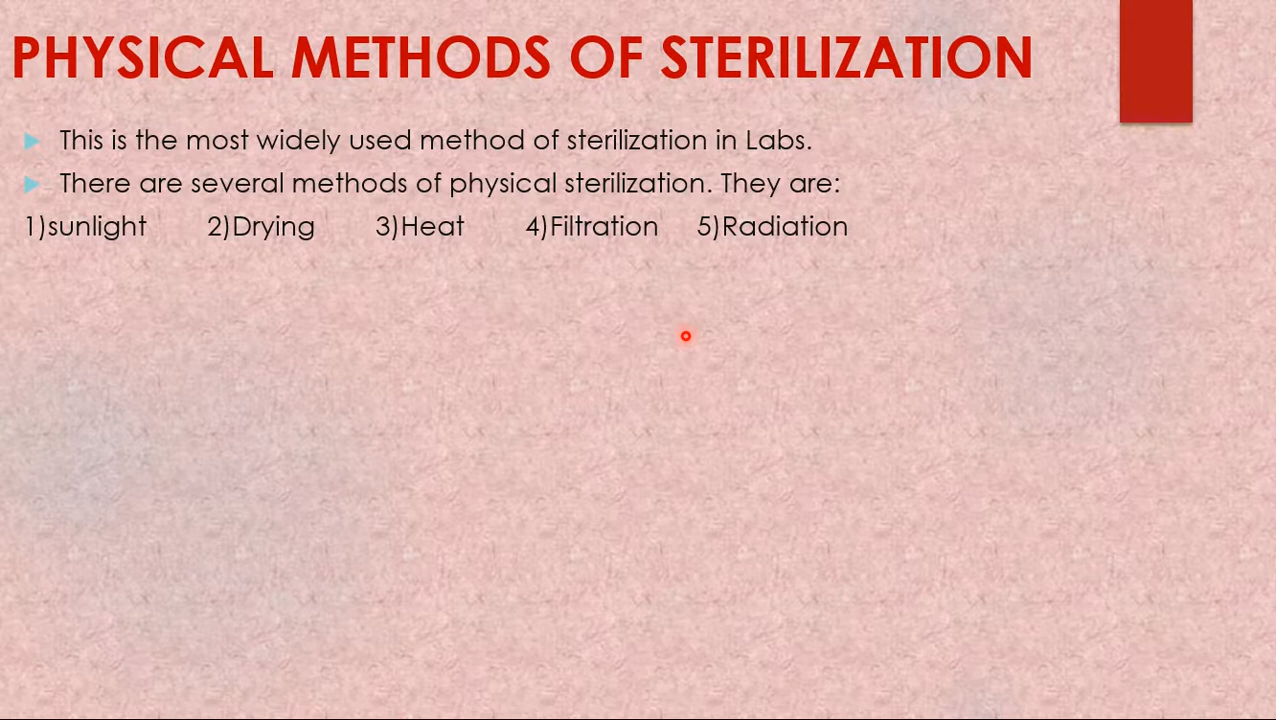 PHYSICAL METHODS OF STERILIZATION
This is the most widely used method of sterilization in Labs.
There are several methods of physical sterilization. They are:
1)sunlight 2)Drying 3)Heat 4)Filtration 5)Radiation